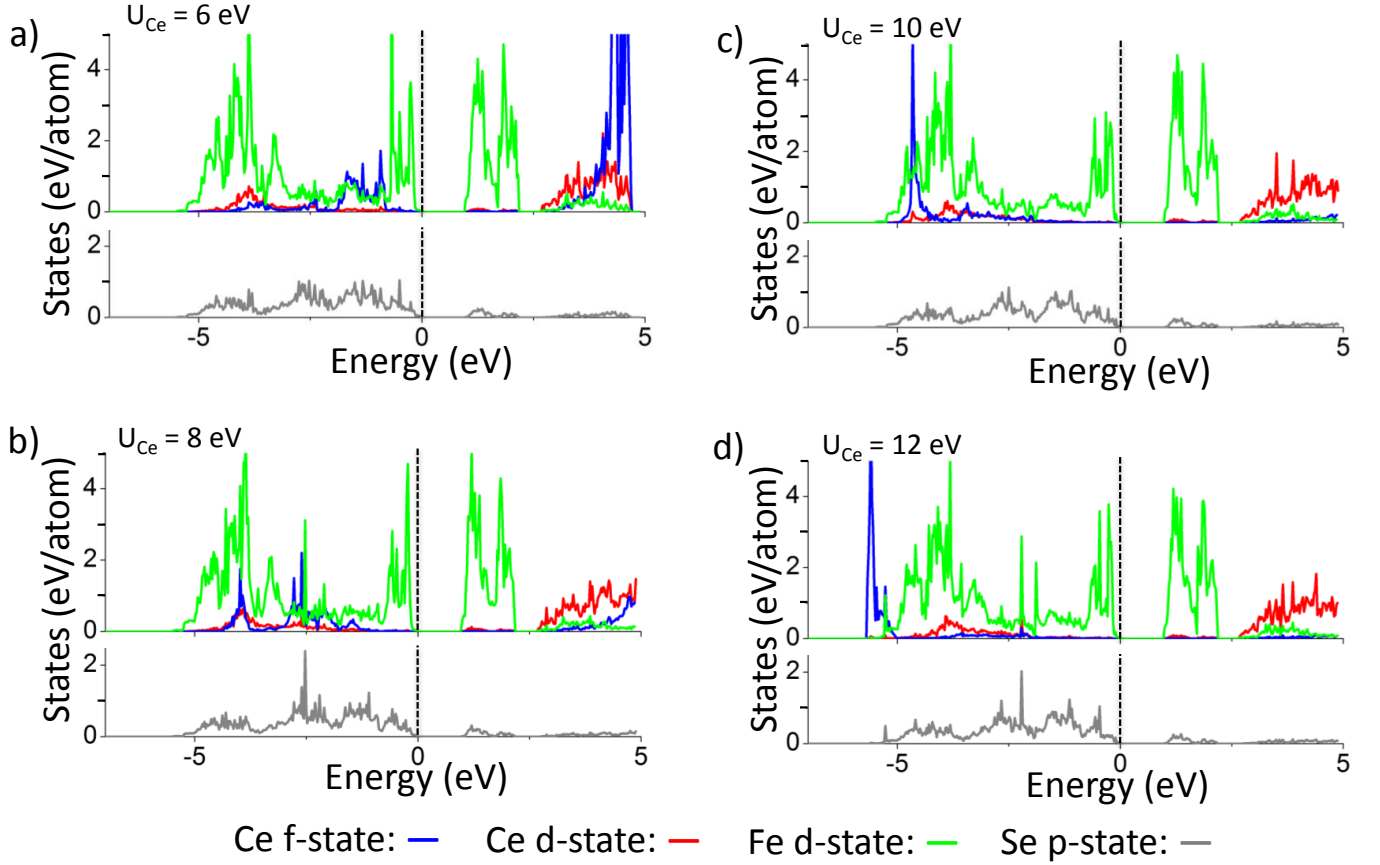 a)
U_Ce = 6 eV
4
2
0
2
0
States (eV/atom)
-5
0
5
Energy (eV)
c)
U_Ce = 10 eV
4
2
0
2
0
States (eV/atom)
-5
0
5
Energy (eV)
b)
U_Ce = 8 eV
4
2
0
2
0
States (eV/atom)
-5
0
5
Energy (eV)
d)
U_Ce = 12 eV
4
2
0
2
0
States (eV/atom)
-5
0
5
Energy (eV)
Ce f-state: Ce d-state: Fe d-state: Se p-state: